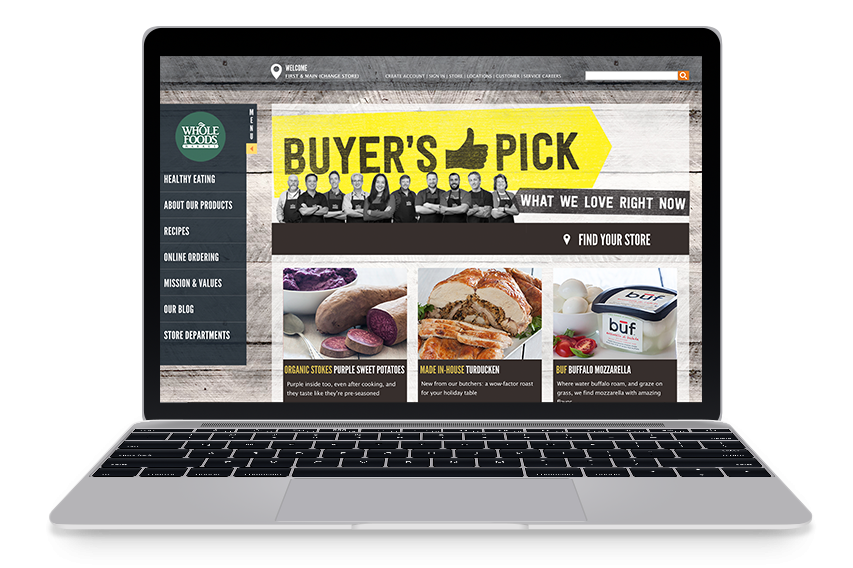 WELCOME
FIRST & MAIN (CHANGE STORE)
CREATE ACCOUNT | SIGN IN | STORE | LOCATIONS | CUSTOMER | SERVICE CAREERS
MENU
WHOLE
FOODS
MARKET
HEALTHY EATING
ABOUT OUR PRODUCTS
RECIPES
ONLINE ORDERING
MISSION & VALUES
OUR BLOG
STORE DEPARTMENTS
BUYER'S PICK
WHAT WE LOVE RIGHT NOW
FIND YOUR STORE
buf
ORGANIC STOKES PURPLE SWEET POTATOES
Purple inside too, even after cooking, and
they taste like they're pre-seasoned
MADE IN-HOUSE TURDUCKEN
New from our butchers: a wow-factor roast
for your holiday table
BUF BUFFALO MOZZARELLA
Where water buffalo roam, and graze on
grass, we find mozzarella with amazing